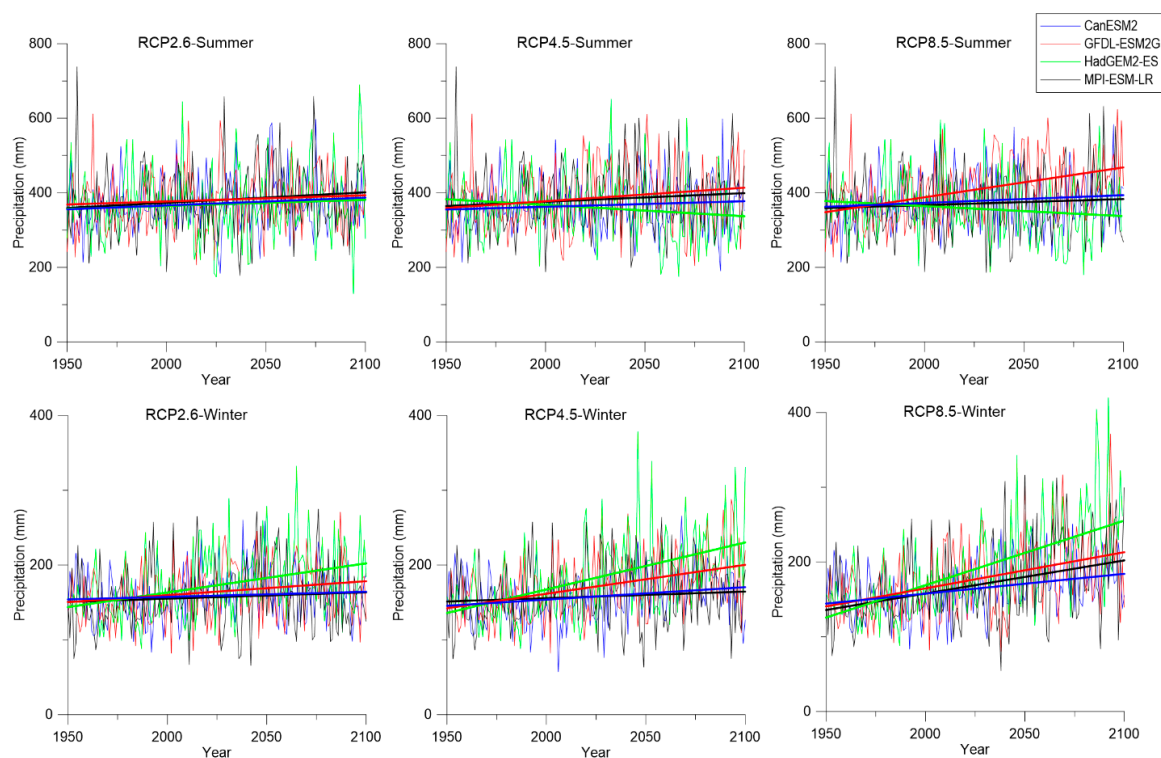 CanESM2
GFDL-ESM2G
HadGEM2-ES
MPI-ESM-LR
RCP2.6-Summer
Precipitation (mm)
800
600
400
200
0
1950
2000
2050
2100
Year
RCP4.5-Summer
Precipitation (mm)
800
600
400
200
0
1950
2000
2050
2100
Year
RCP8.5-Summer
Precipitation (mm)
800
600
400
200
0
1950
2000
2050
2100
Year
RCP2.6-Winter
Precipitation (mm)
400
200
0
1950
2000
2050
2100
Year
RCP4.5-Winter
Precipitation (mm)
400
200
0
1950
2000
2050
2100
Year
RCP8.5-Winter
Precipitation (mm)
400
200
0
1950
2000
2050
2100
Year